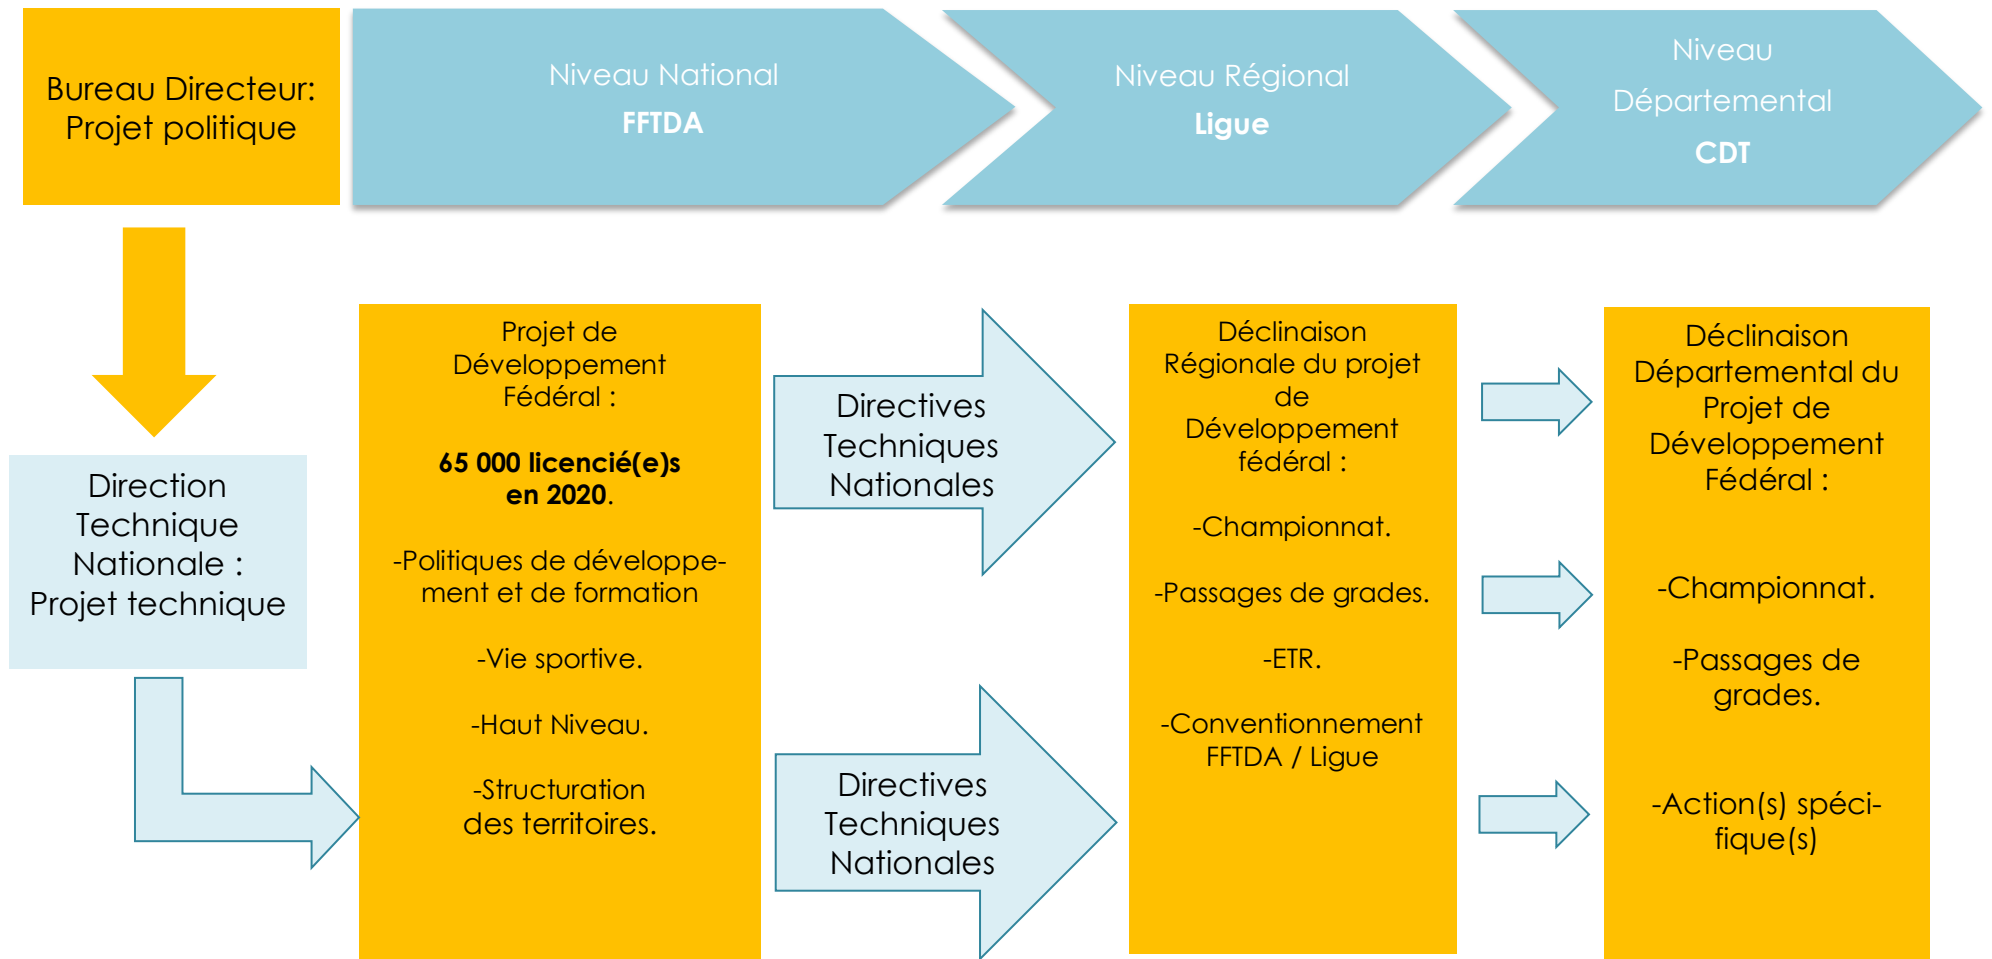 Bureau Directeur:
Projet politique
Niveau National
FFTDA
Niveau Régional
Ligue
Niveau
Départemental
CDT
Direction
Technique
Nationale :
Projet technique
Projet de
Développement
Fédéral :
65 000 licencié(e)s
en 2020.
-Politiques de développe-
ment et de formation
-Vie sportive.
-Haut Niveau.
-Structuration
des territoires.
Directives
Techniques
Nationales
Directives
Techniques
Nationales
Déclinaison
Régionale du projet
de
Développement
fédéral :
-Championnat.
-Passages de grades.
-ETR.
-Conventionnement
FFTDA / Ligue
Déclinaison
Départemental du
Projet de
Développement
Fédéral :
-Championnat.
-Passages de
grades.
-Action(s) spéci-
fique(s)